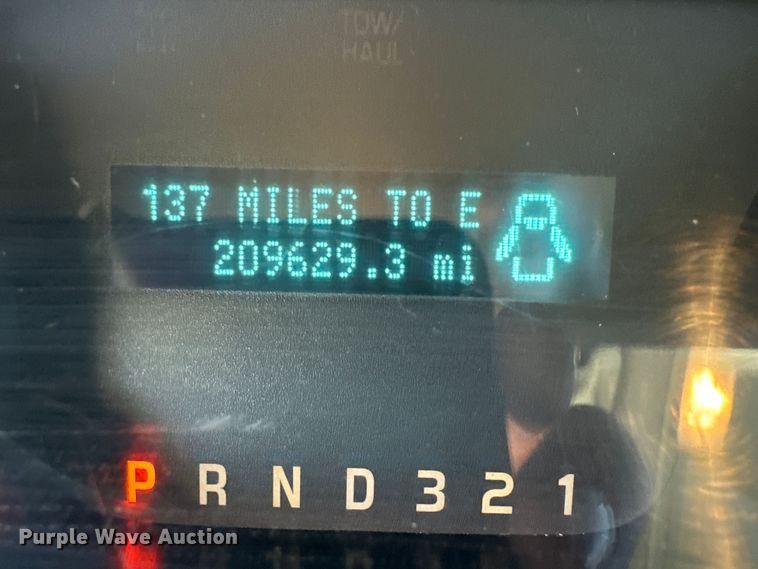 TOW/
HAUL
137 MILES TO E
209629.3 mi
P R N D 3 2 1
Purple Wave Auction